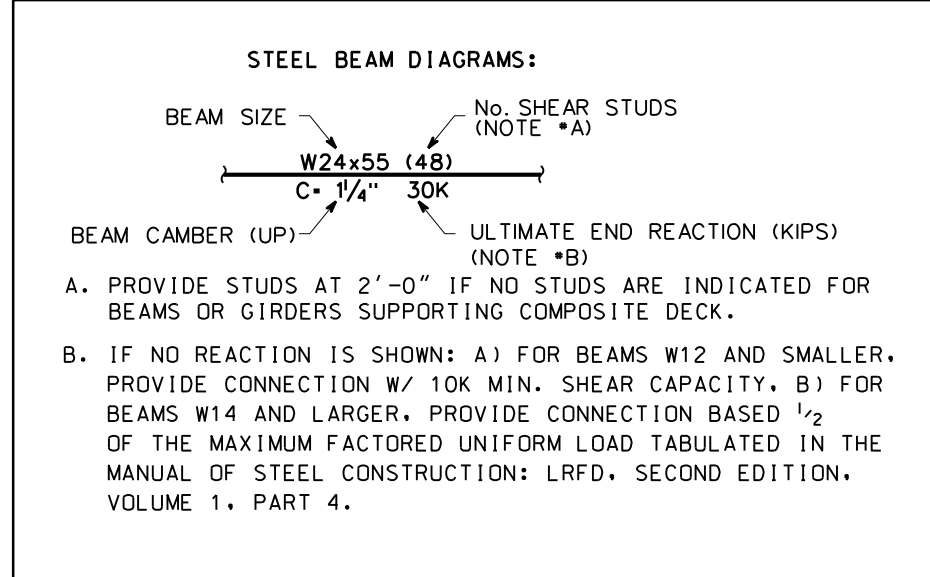 STEEL BEAM DIAGRAMS:
BEAM SIZE
No. SHEAR STUDS
(NOTE *A)
W24x55 (48)
C= 1 1/4" 30K
BEAM CAMBER (UP)
ULTIMATE END REACTION (KIPS)
(NOTE *B)
A. PROVIDE STUDS AT 2'-0" IF NO STUDS ARE INDICATED FOR
BEAMS OR GIRDERS SUPPORTING COMPOSITE DECK.
B. IF NO REACTION IS SHOWN: A) FOR BEAMS W12 AND SMALLER,
PROVIDE CONNECTION W/ 10K MIN. SHEAR CAPACITY, B) FOR
BEAMS W14 AND LARGER, PROVIDE CONNECTION BASED 1/2
OF THE MAXIMUM FACTORED UNIFORM LOAD TABULATED IN THE
MANUAL OF STEEL CONSTRUCTION: LRFD, SECOND EDITION,
VOLUME 1, PART 4.